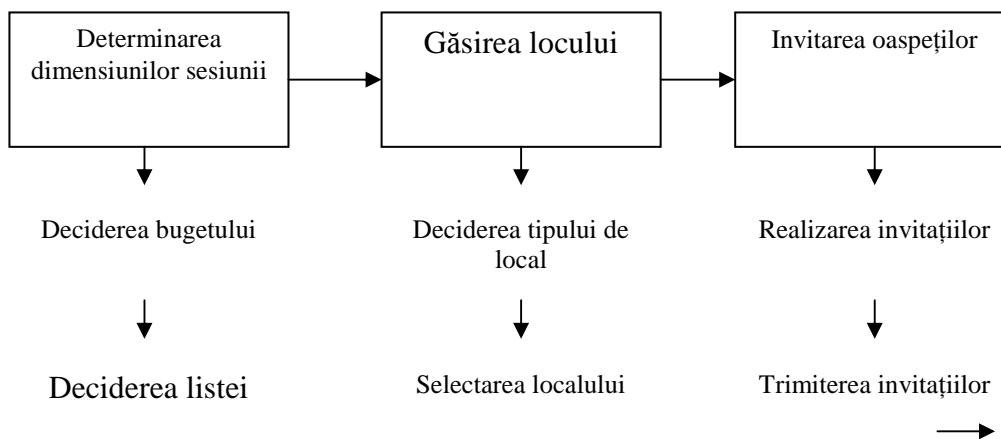 Determinarea
dimensiunilor sesiunii
Găsirea locului
Invitarea oaspeților
Deciderea bugetului
Deciderea tipului de
local
Realizarea invitațiilor
Deciderea listei
Selectarea localului
Trimiterea invitațiilor